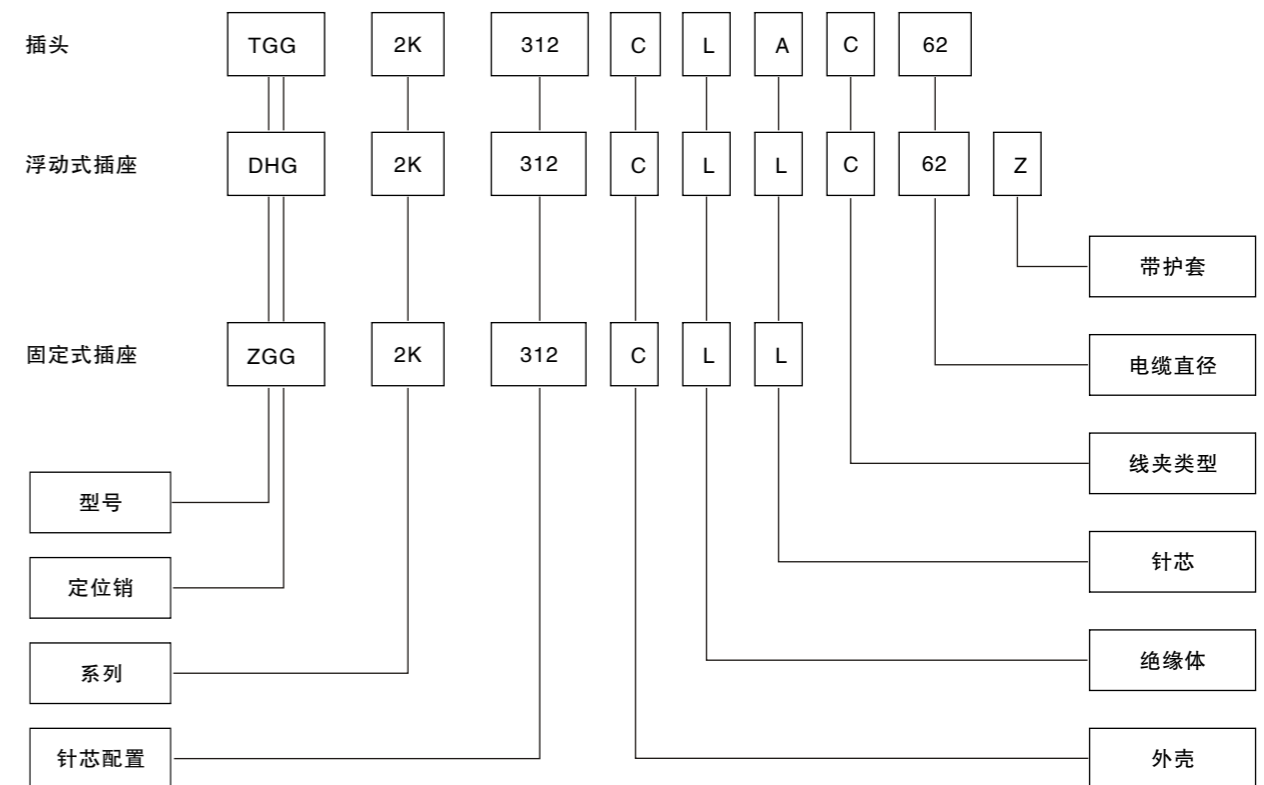 插头 TGG 2K 312 C L A C 62
浮动式插座 DHG 2K 312 C L L C 62 Z
带护套
固定式插座 ZGG 2K 312 C L L
电缆直径
线夹类型
型号
针芯
定位销
绝缘体
系列
针芯配置
外壳